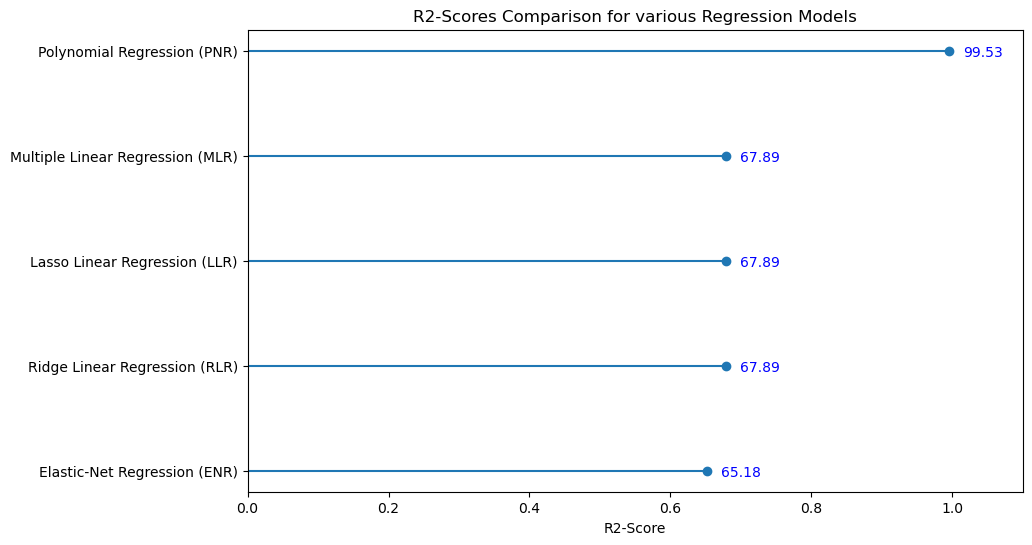 R2-Scores Comparison for various Regression Models
Polynomial Regression (PNR)
99.53
Multiple Linear Regression (MLR)
67.89
Lasso Linear Regression (LLR)
67.89
Ridge Linear Regression (RLR)
67.89
Elastic-Net Regression (ENR)
65.18
0.0 0.2 0.4 0.6 0.8 1.0
R2-Score